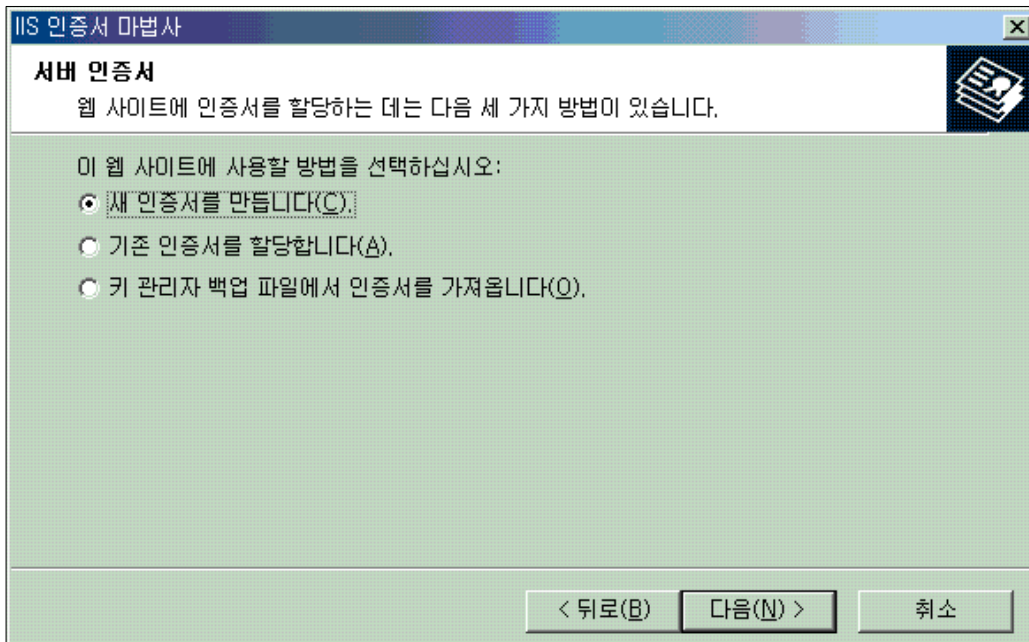 IIS 인증서 마법사
서버 인증서
웹 사이트에 인증서를 할당하는 데는 다음 세 가지 방법이 있습니다.
이 웹 사이트에 사용할 방법을 선택하십시오:
새 인증서를 만듭니다(C).
기존 인증서를 할당합니다(A).
키 관리자 백업 파일에서 인증서를 가져옵니다(O).
< 뒤로(B) 다음(N) > 취소